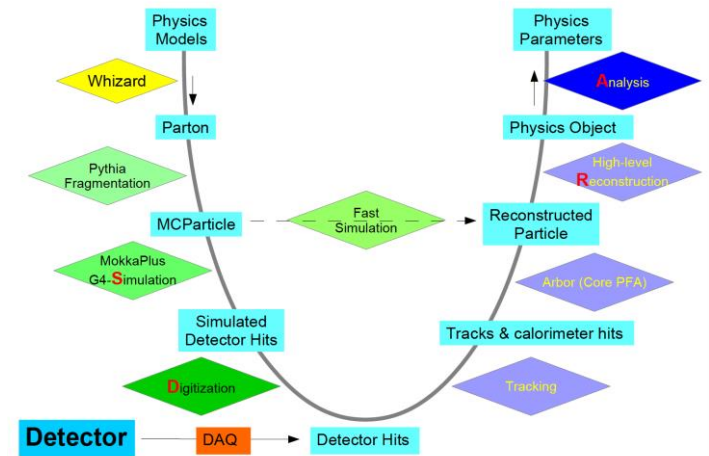 Physics
Models
Physics
Parameters
Whizard
Analysis
Parton
Physics Object
Pythia
Fragmentation
High-level
Reconstruction
MCParticle
Fast
Simulation
Reconstructed
Particle
MokkaPlus
G4-Simulation
Arbor (Core PFA)
Simulated
Detector Hits
Tracks & calorimeter hits
Digitization
Tracking
Detector
DAQ
Detector Hits